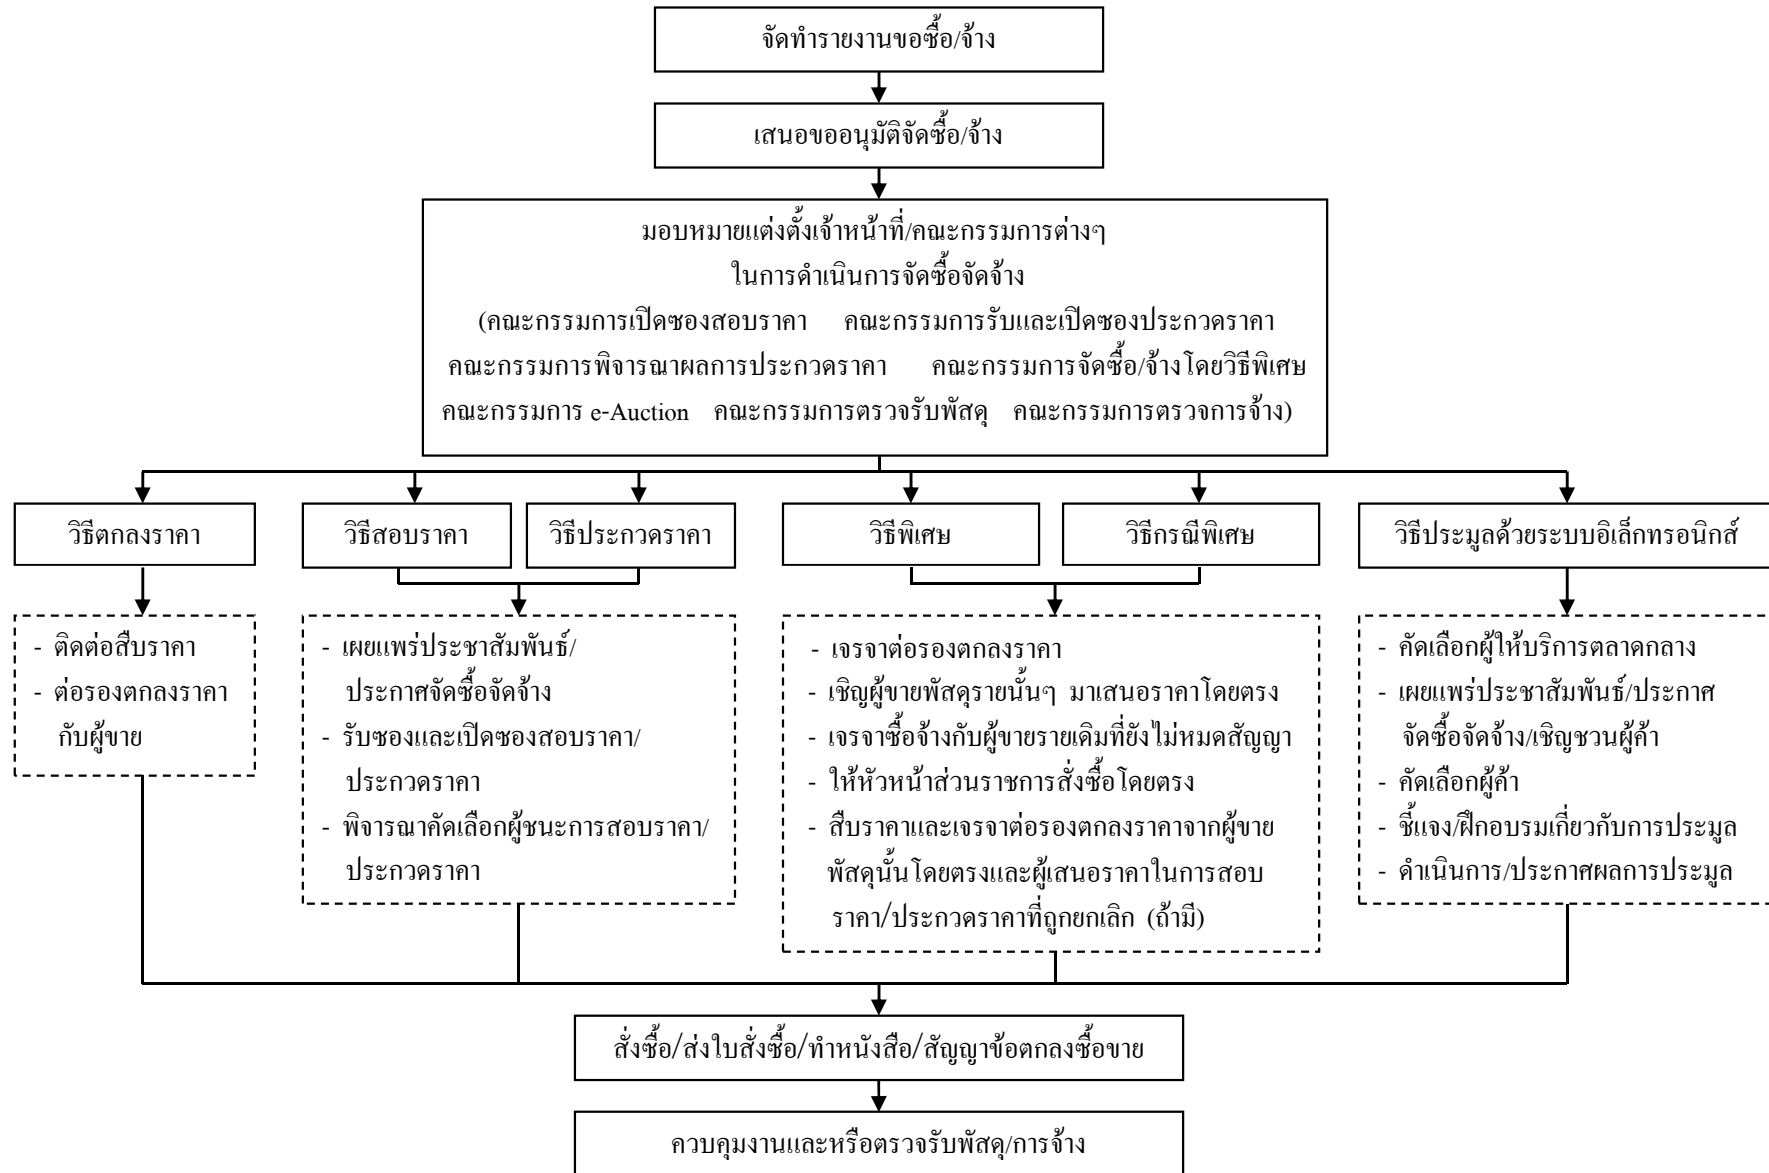 จัดทำรายงานขอซื้อ/จ้าง
เสนอขออนุมัติจัดซื้อ/จ้าง
มอบหมายแต่งตั้งเจ้าหน้าที่/คณะกรรมการต่างๆ
ในการดำเนินการจัดซื้อจัดจ้าง
(คณะกรรมการเปิดซองสอบราคา คณะกรรมการรับและเปิดซองประกวดราคา
คณะกรรมการพิจารณาผลการประกวดราคา คณะกรรมการจัดซื้อ/จ้างโดยวิธีพิเศษ
คณะกรรมการ e-Auction คณะกรรมการตรวจรับพัสดุ คณะกรรมการตรวจการจ้าง)
วิธีตกลงราคา
วิธีสอบราคา
วิธีประกวดราคา
วิธีพิเศษ
วิธีกรณีพิเศษ
วิธีประมูลด้วยระบบอิเล็กทรอนิกส์
- ติดต่อสืบราคา
- ต่อรองตกลงราคา
กับผู้ขาย
- เผยแพร่ประชาสัมพันธ์/
ประกาศจัดซื้อจัดจ้าง
- รับซองและเปิดซองสอบราคา/
ประกวดราคา
- พิจารณาคัดเลือกผู้ชนะการสอบราคา/
ประกวดราคา
- เจรจาต่อรองตกลงราคา
- เชิญผู้ขายพัสดุรายนั้นๆ มาเสนอราคาโดยตรง
- เจรจาซื้อจ้างกับผู้ขายรายเดิมที่ยังไม่หมดสัญญา
- ให้หัวหน้าส่วนราชการสั่งซื้อโดยตรง
- สืบราคาและเจรจาต่อรองตกลงราคาจากผู้ขาย
พัสดุนั้นโดยตรงและผู้เสนอราคาในการสอบ
ราคา/ประกวดราคาที่ถูกยกเลิก (ถ้ามี)
- คัดเลือกผู้ให้บริการตลาดกลาง
- เผยแพร่ประชาสัมพันธ์/ประกาศ
จัดซื้อจัดจ้าง/เชิญชวนผู้ค้า
- คัดเลือกผู้ค้า
- ชี้แจง/ฝึกอบรมเกี่ยวกับการประมูล
- ดำเนินการ/ประกาศผลการประมูล
สั่งซื้อ/ส่งใบสั่งซื้อ/ทำหนังสือ/สัญญาข้อตกลงซื้อขาย
ควบคุมงานและหรือตรวจรับพัสดุ/การจ้าง